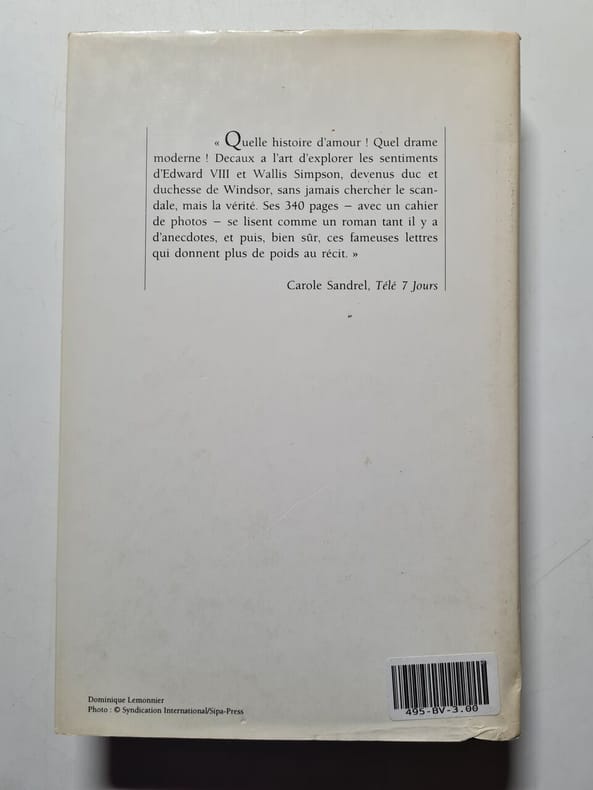 « Quelle histoire d'amour ! Quel drame
moderne ! Decaux a l'art d'explorer les sentiments
d'Edward VIII et Wallis Simpson, devenus duc et
duchesse de Windsor, sans jamais chercher le scan-
dale, mais la vérité. Ses 340 pages – avec un cahier
de photos – se lisent comme un roman tant il y a
d'anecdotes, et puis, bien sûr, ces fameuses lettres
qui donnent plus de poids au récit. »
Carole Sandrel, Télé 7 Jours
Dominique Lemonnier
Photo : © Syndication International/Sipa-Press
495-BV-3.00